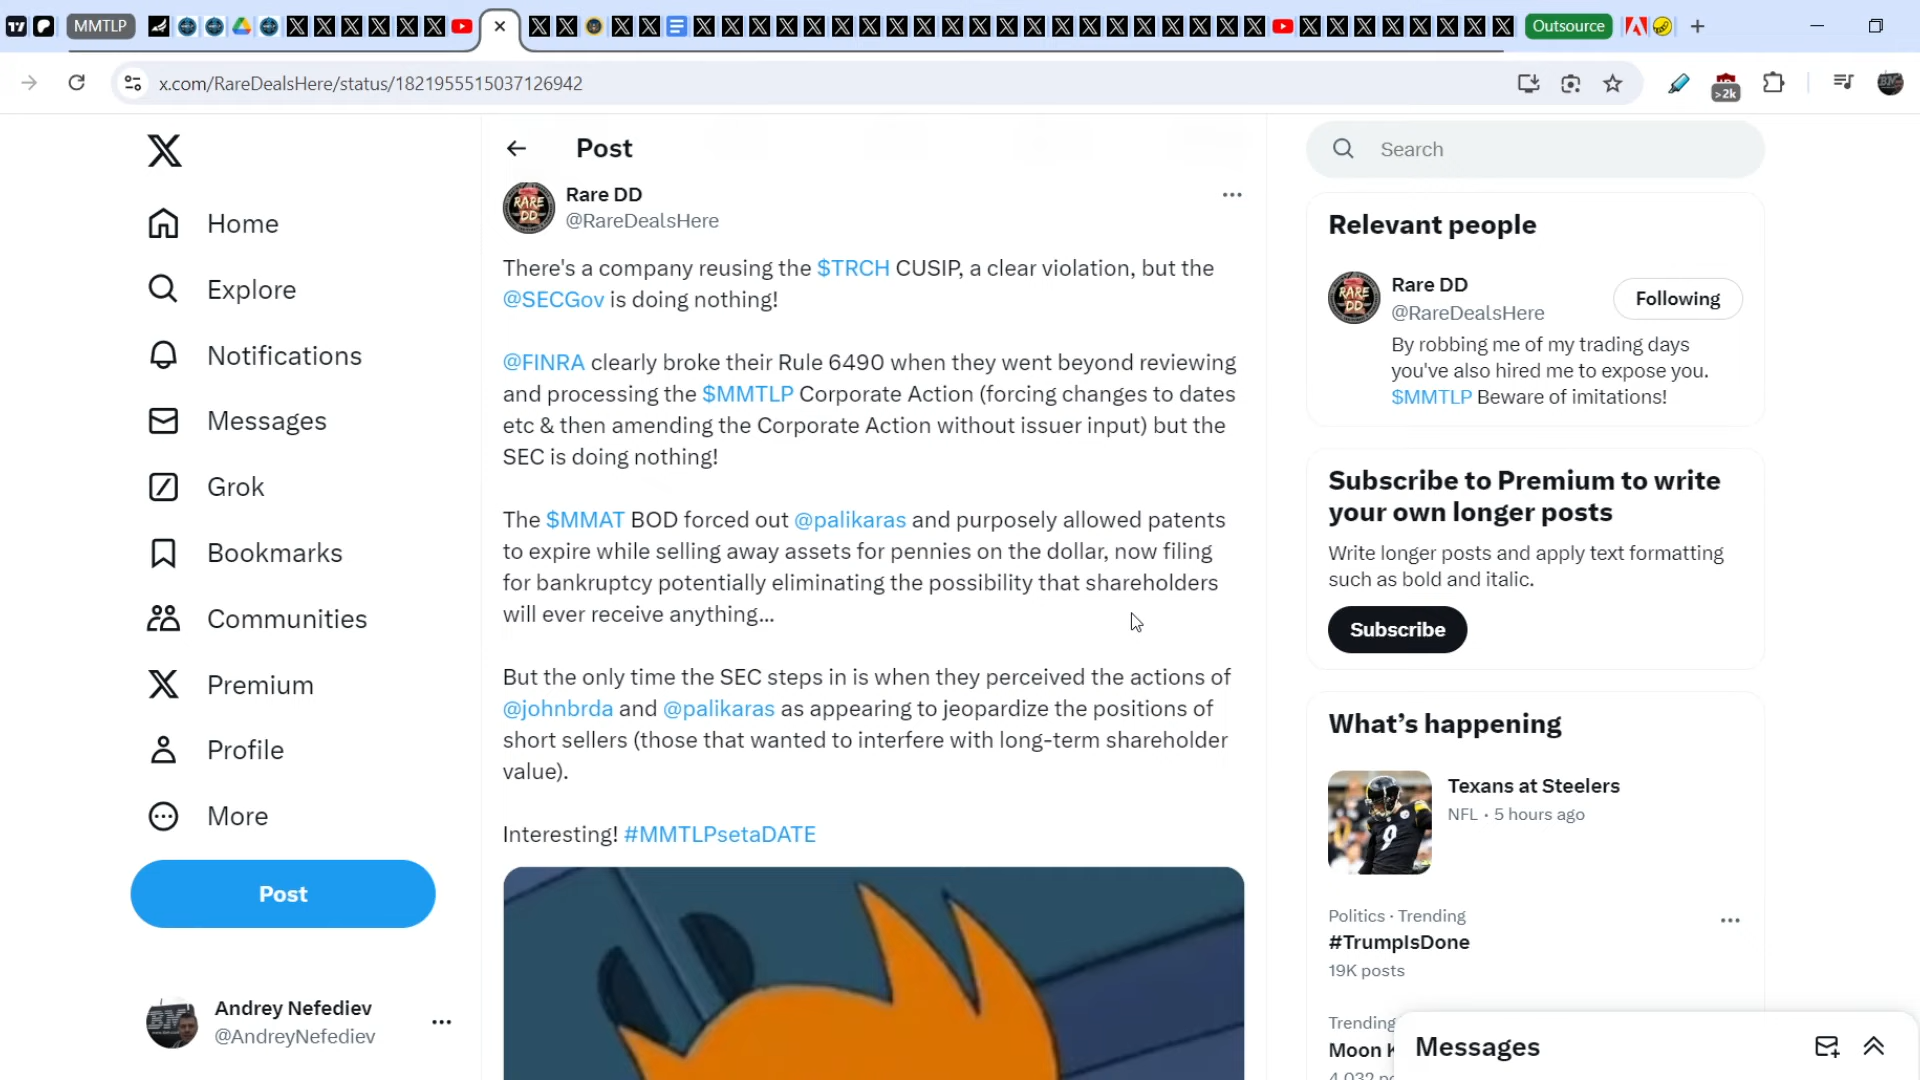 MMTLP
Outsource
x.com/RareDealsHere/status/1821955515037126942
>2k
Home
Explore
Notifications
Messages
Grok
Bookmarks
Communities
Premium
Profile
More
Post
Andrey Nefediev
@AndreyNefediev
Post
Rare DD
@RareDealsHere
There's a company reusing the $TRCH CUSIP, a clear violation, but the
@SECGov is doing nothing!
@FINRA clearly broke their Rule 6490 when they went beyond reviewing
and processing the $MMTLP Corporate Action (forcing changes to dates
etc & then amending the Corporate Action without issuer input) but the
SEC is doing nothing!
The $MMAT BOD forced out @palikaras and purposely allowed patents
to expire while selling away assets for pennies on the dollar, now filing
for bankruptcy potentially eliminating the possibility that shareholders
will ever receive anything...
But the only time the SEC steps in is when they perceived the actions of
@johnbrda and @palikaras as appearing to jeopardize the positions of
short sellers (those that wanted to interfere with long-term shareholder
value).
Interesting! #MMTLPsetaDATE
Search
Relevant people
RARE
DD
Rare DD
@RareDealsHere
Following
By robbing me of my trading days
you've also hired me to expose you.
$MMTLP Beware of imitations!
Subscribe to Premium to write
your own longer posts
Write longer posts and apply text formatting
such as bold and italic.
Subscribe
What's happening
Texans at Steelers
NFL · 5 hours ago
Politics · Trending
#TrumpIsDone
19K posts
Trending
Moon
Messages